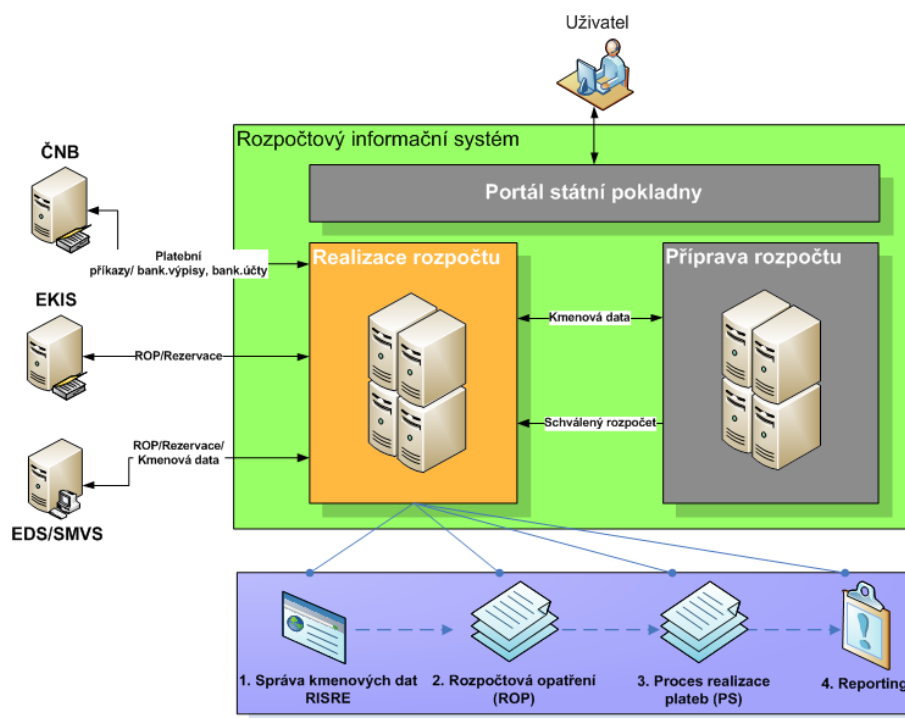 Uživatel
Rozpočtový informační systém
Portál státní pokladny
ČNB
Platební
příkazy/ bank.výpisy, bank.účty
Realizace rozpočtu
Příprava rozpočtu
EKIS
Kmenová data
ROP/Rezervace
Schválený rozpočet
ROP/Rezervace/
Kmenová data
EDS/SMVS
1. Správa kmenových dat
RISRE
2. Rozpočtová opatření
(ROP)
3. Proces realizace
plateb (PS)
4. Reporting